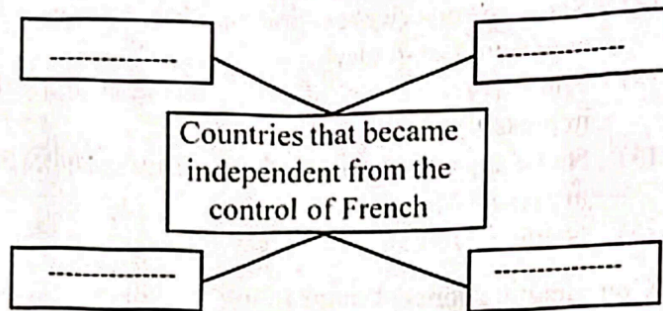 Countries that became
independent from the
control of French